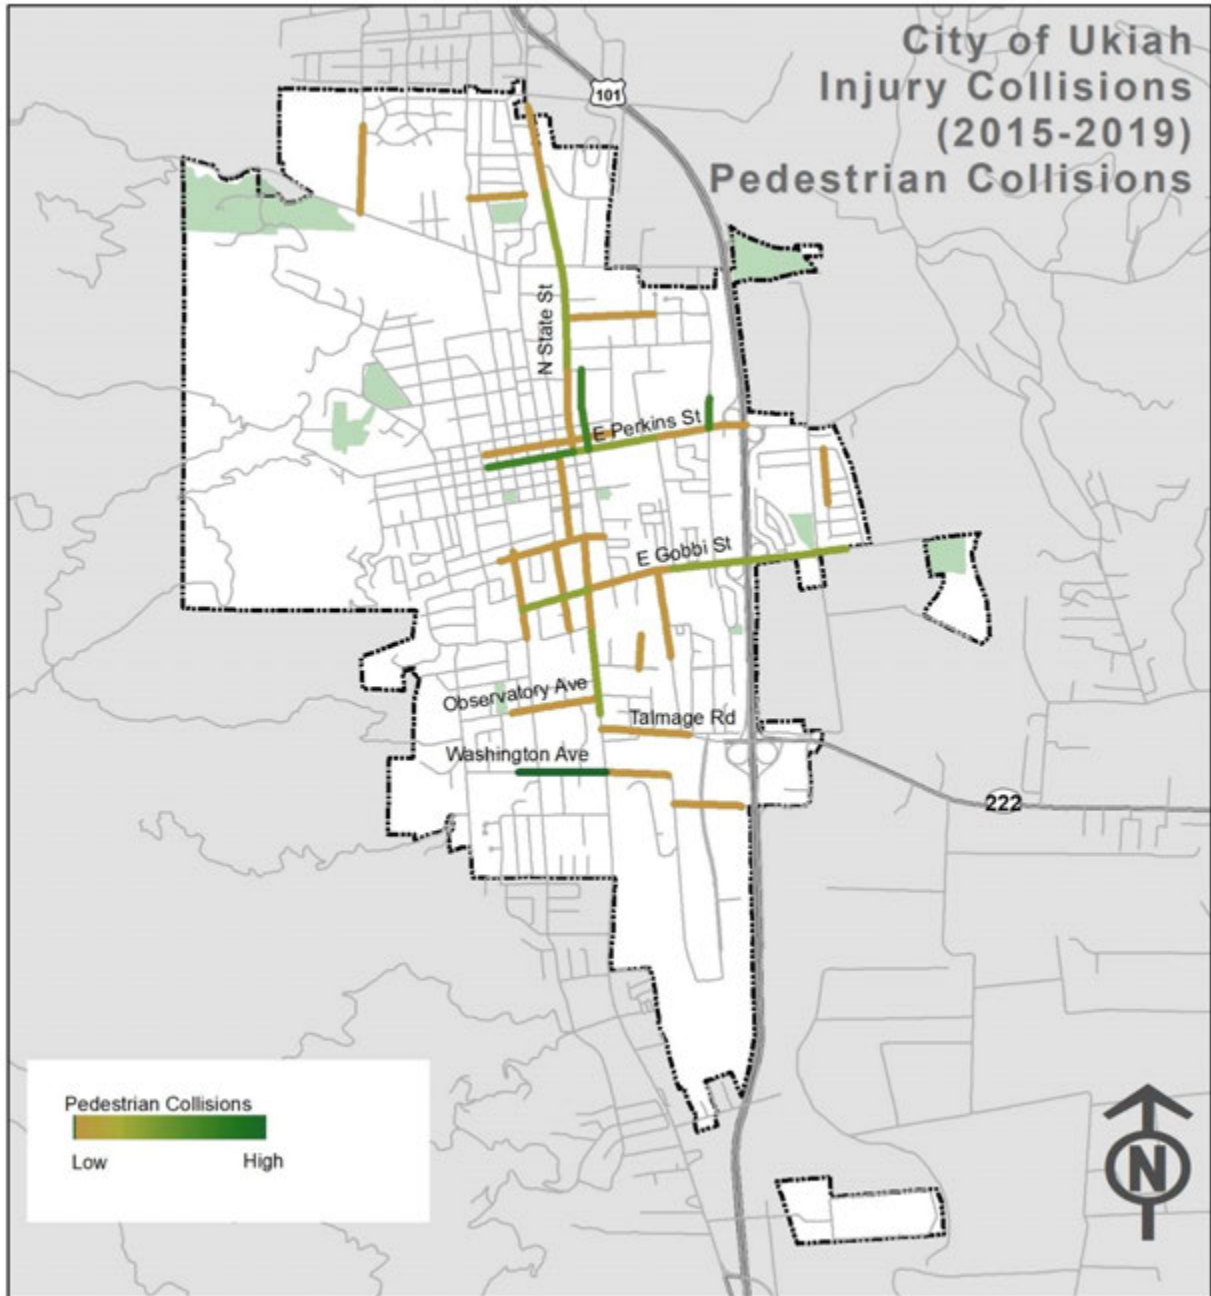 City of Ukiah
Injury Collisions
(2015-2019)
Pedestrian Collisions
101
N State St
E Perkins St
E Gobbi St
Observatory Ave
Talmage Rd
Washington Ave
222
Pedestrian Collisions
Low High
N